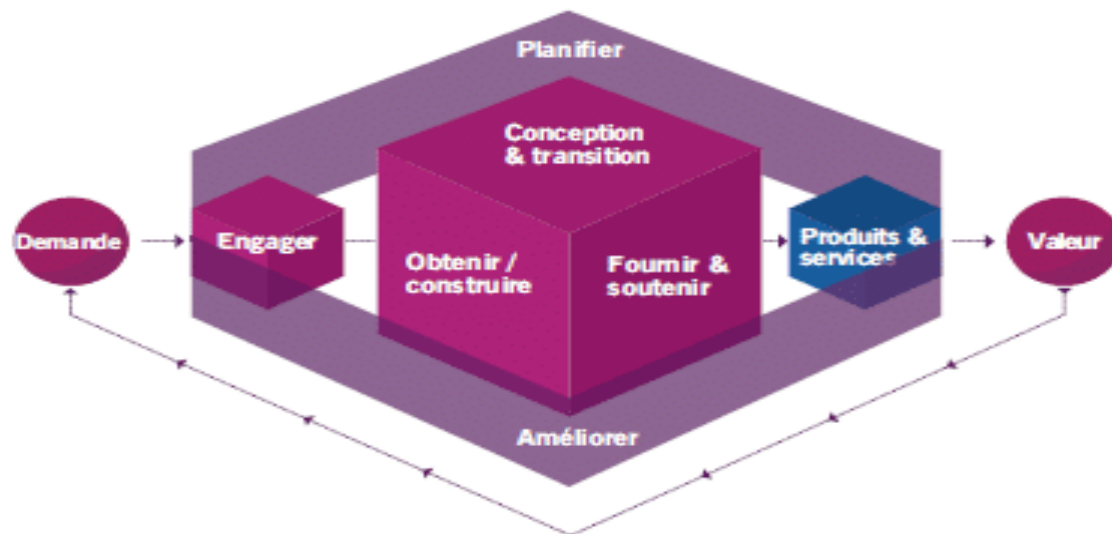 Planifier
Conception
& transition
Demande
Engager
Obtenir /
construire
Fournir &
soutenir
Produits &
services
Valeur
Améliorer